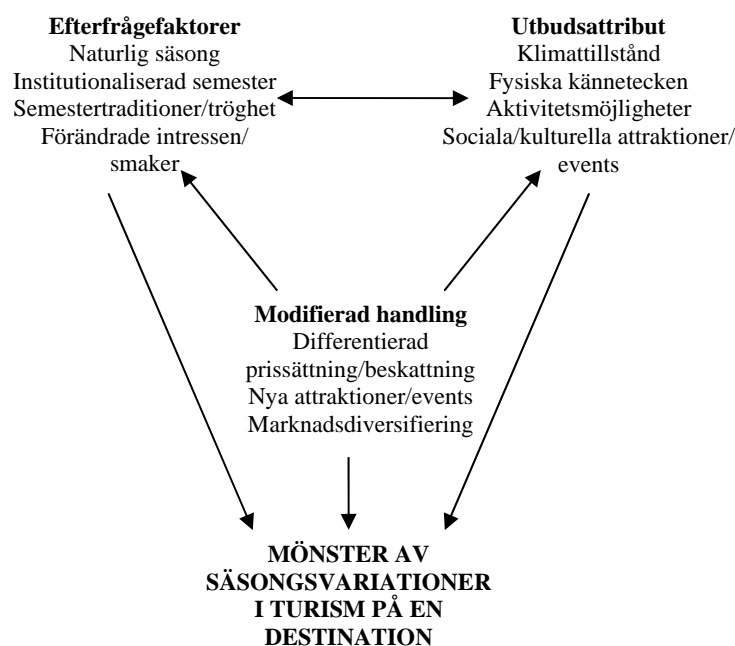 Efterfrågefaktorer
Naturlig säsong
Institutionaliserad semester
Semestertraditioner/tröghet
Förändrade intressen/
smaker
Utbudsattribut
Klimattillstånd
Fysiska kännetecken
Aktivitetsmöjligheter
Sociala/kulturella attraktioner/
events
Modifierad handling
Differentierad
prissättning/beskattning
Nya attraktioner/events
Marknadsdiversifiering
MÖNSTER AV
SÄSONGSVARIATIONER
I TURISM PÅ EN
DESTINATION